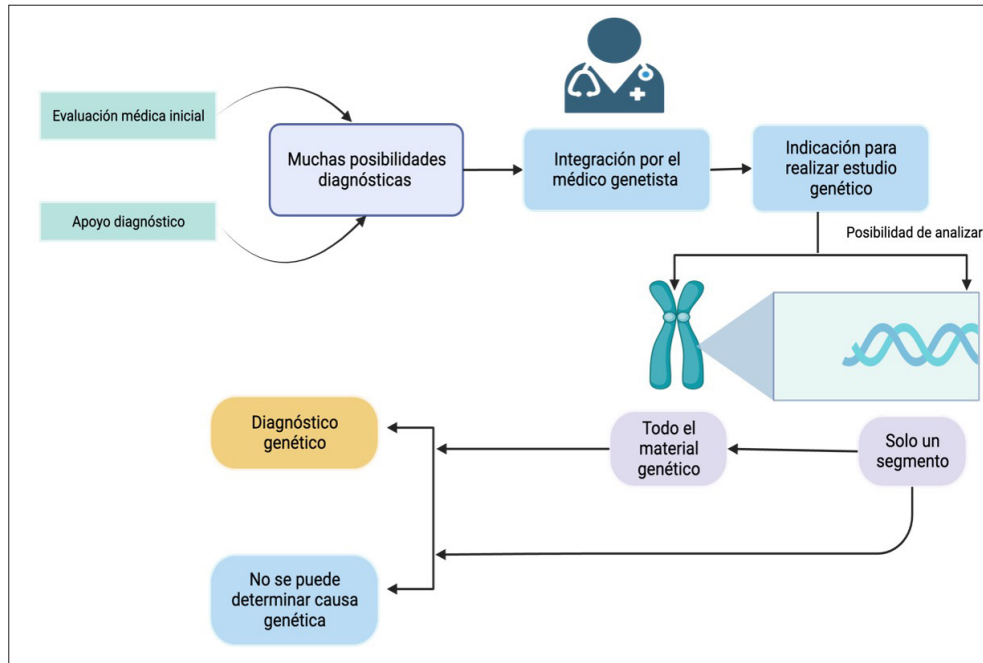 Evaluación médica inicial
Apoyo diagnóstico
Muchas posibilidades
diagnósticas
Integración por el
médico genetista
Indicación para
realizar estudio
genético
Posibilidad de analizar
Todo el
material
genético
Solo un
segmento
Diagnóstico
genético
No se puede
determinar causa
genética